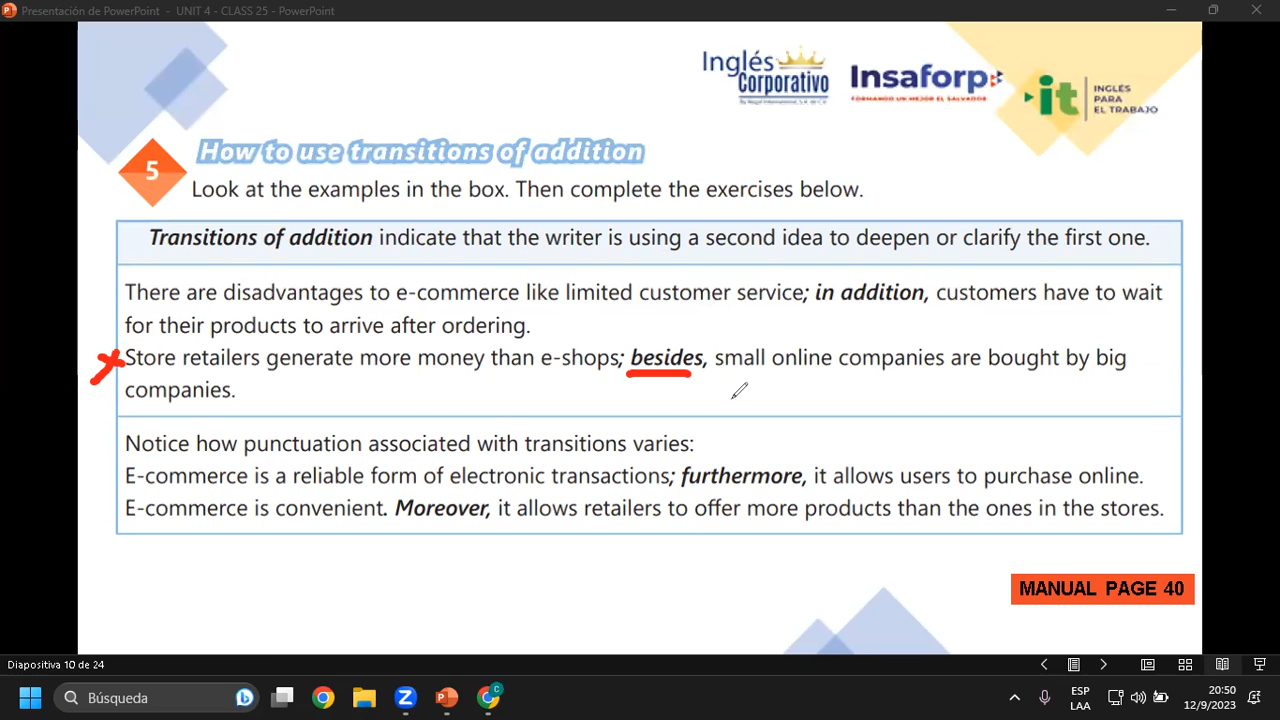 Presentación de PowerPoint - UNIT 4 - CLASS 25 - PowerPoint
Inglés
Corporativo
Insaforp
FORMANDO UN MEJOR EL SALVADOR
it
INGLÉS
PARA
EL TRABAJO
5
How to use transitions of addition
Look at the examples in the box. Then complete the exercises below.
Transitions of addition indicate that the writer is using a second idea to deepen or clarify the first one.
There are disadvantages to e-commerce like limited customer service; in addition, customers have to wait
for their products to arrive after ordering.
Store retailers generate more money than e-shops; besides, small online companies are bought by big
companies.
Notice how punctuation associated with transitions varies:
E-commerce is a reliable form of electronic transactions; furthermore, it allows users to purchase online.
E-commerce is convenient. Moreover, it allows retailers to offer more products than the ones in the stores.
MANUAL PAGE 40
Diapositiva 10 de 24
Búsqueda
ESP
LAA
20:50
12/9/2023